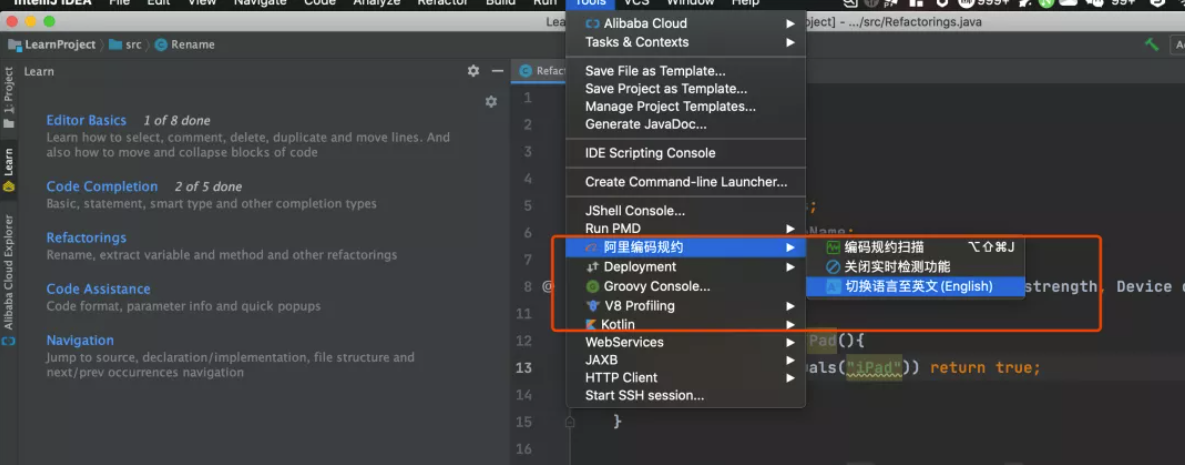 IntelliJ IDEA File Edit View Navigate Code Analyze Refactor Build Run Tools VCS Window Help 999+ 99+
Lea
oject] - .../src/Refactorings.java
LearnProject src Rename
Learn
1: Project
Learn
Alibaba Cloud Explorer
Editor Basics 1 of 8 done
Learn how to select, comment, delete, duplicate and move lines. And
also how to move and collapse blocks of code
Code Completion 2 of 5 done
Basic, statement, smart type and other completion types
Refactorings
Rename, extract variable and method and other refactorings
Code Assistance
Code format, parameter info and quick popups
Navigation
Jump to source, declaration/implementation, file structure and
next/prev occurrences navigation
Refac
1
2
3
4
5
6
7
8 @
11
12
13
14
15
16
Alibaba Cloud
Tasks & Contexts
Save File as Template...
Save Project as Template...
Manage Project Templates...
Generate JavaDoc...
IDE Scripting Console
Create Command-line Launcher...
JShell Console...
Run PMD
阿里编码规约
Deployment
Groovy Console...
V8 Profiling
Kotlin
WebServices
JAXB
HTTP Client
Start SSH session...
编码规约扫描 ⌥⇧⌘J
关闭实时检测功能
切换语言至英文(English)
strength, Device
Pad(){
uals("iPad")) return true;
}